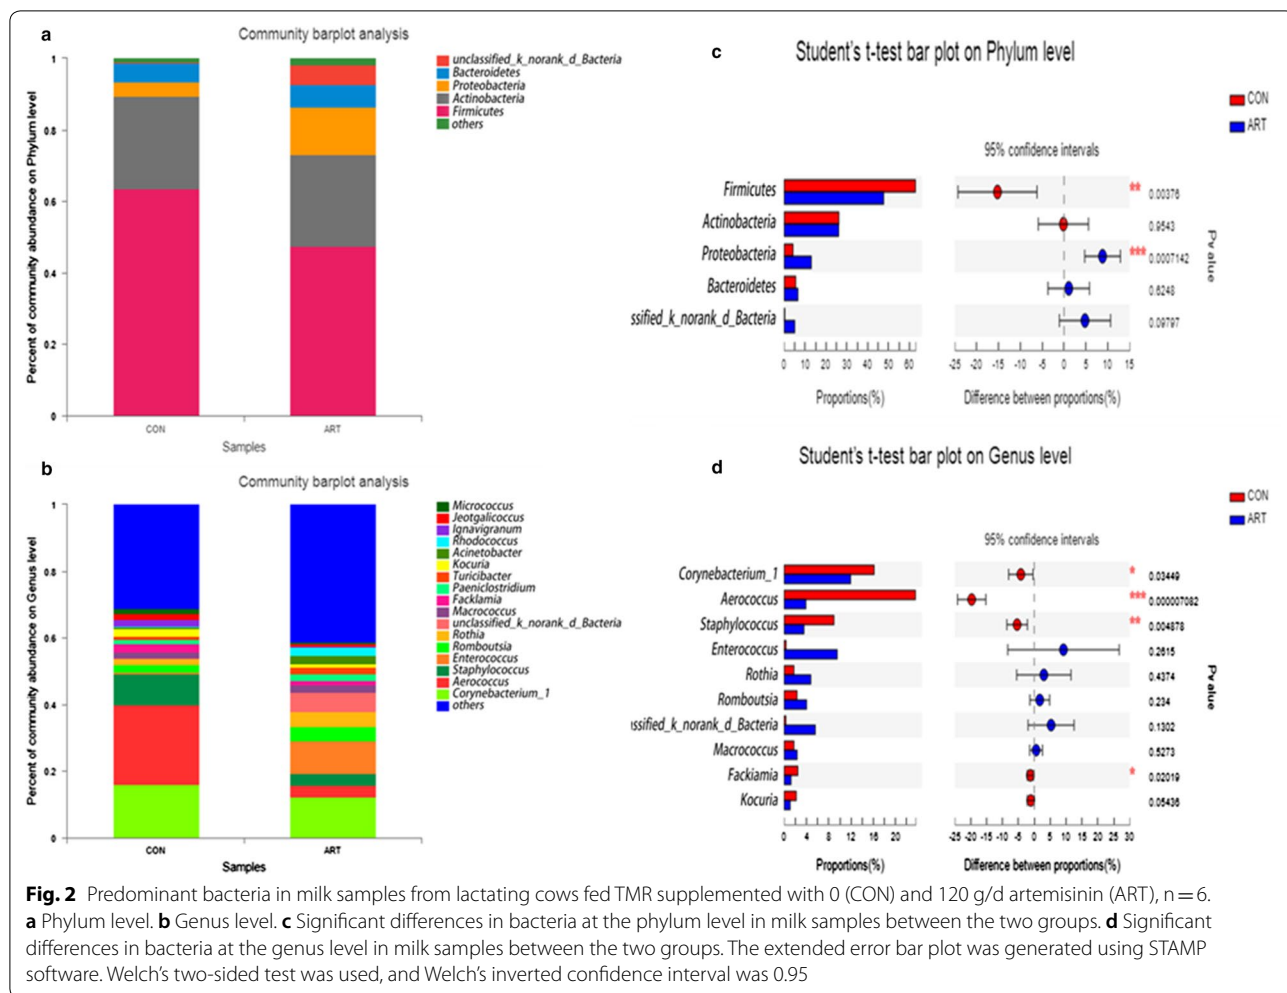 a
Community barplot analysis
Percent of community abundance on Phylum level
1
0.8
0.6
0.4
0.2
0
CON
ART
Samples
unclassified_k_norank_d_Bacteria
Bacteroidetes
Proteobacteria
Actinobacteria
Firmicutes
others
c
Student's t-test bar plot on Phylum level
CON
ART
95% confidence intervals
Firmicutes
Actinobacteria
Proteobacteria
Bacteroidetes
ssified_k_norank_d_Bacteria
** 0.00376
0.9543
*** 0.0007142
0.6248
0.09797
Pvalue
0 10 20 30 40 50 60
-25 -20 -15 -10 -5 0 5 10 15
Proportions(%)
Difference between proportions(%)
b
Community barplot analysis
Percent of community abundance on Genus level
1
0.8
0.6
0.4
0.2
0
CON
ART
Samples
Micrococcus
Jeotgalicoccus
Ignavigranum
Rhodococcus
Acinetobacter
Kocuria
Turicibacter
Paeniclostridium
Facklamia
Macrococcus
unclassified_k_norank_d_Bacteria
Rothia
Romboutsia
Enterococcus
Staphylococcus
Aerococcus
Corynebacterium_1
others
d
Student's t-test bar plot on Genus level
CON
ART
95% confidence intervals
Corynebacterium_1
Aerococcus
Staphylococcus
Enterococcus
Rothia
Romboutsia
classified_k_norank_d_Bacteria
Macrococcus
Fackiamia
Kocuria
* 0.03449
*** 0.000007082
** 0.004878
0.2615
0.4374
0.234
0.1302
0.5273
* 0.02019
0.05436
Pvalue
0 4 8 12 16 20
-25 -20 -15 -10 -5 0 5 10 15 20 25 30
Proportions(%)
Difference between proportions(%)
Fig. 2 Predominant bacteria in milk samples from lactating cows fed TMR supplemented with 0 (CON) and 120 g/d artemisinin (ART), n = 6.
a Phylum level. b Genus level. c Significant differences in bacteria at the phylum level in milk samples between the two groups. d Significant
differences in bacteria at the genus level in milk samples between the two groups. The extended error bar plot was generated using STAMP
software. Welch's two-sided test was used, and Welch's inverted confidence interval was 0.95